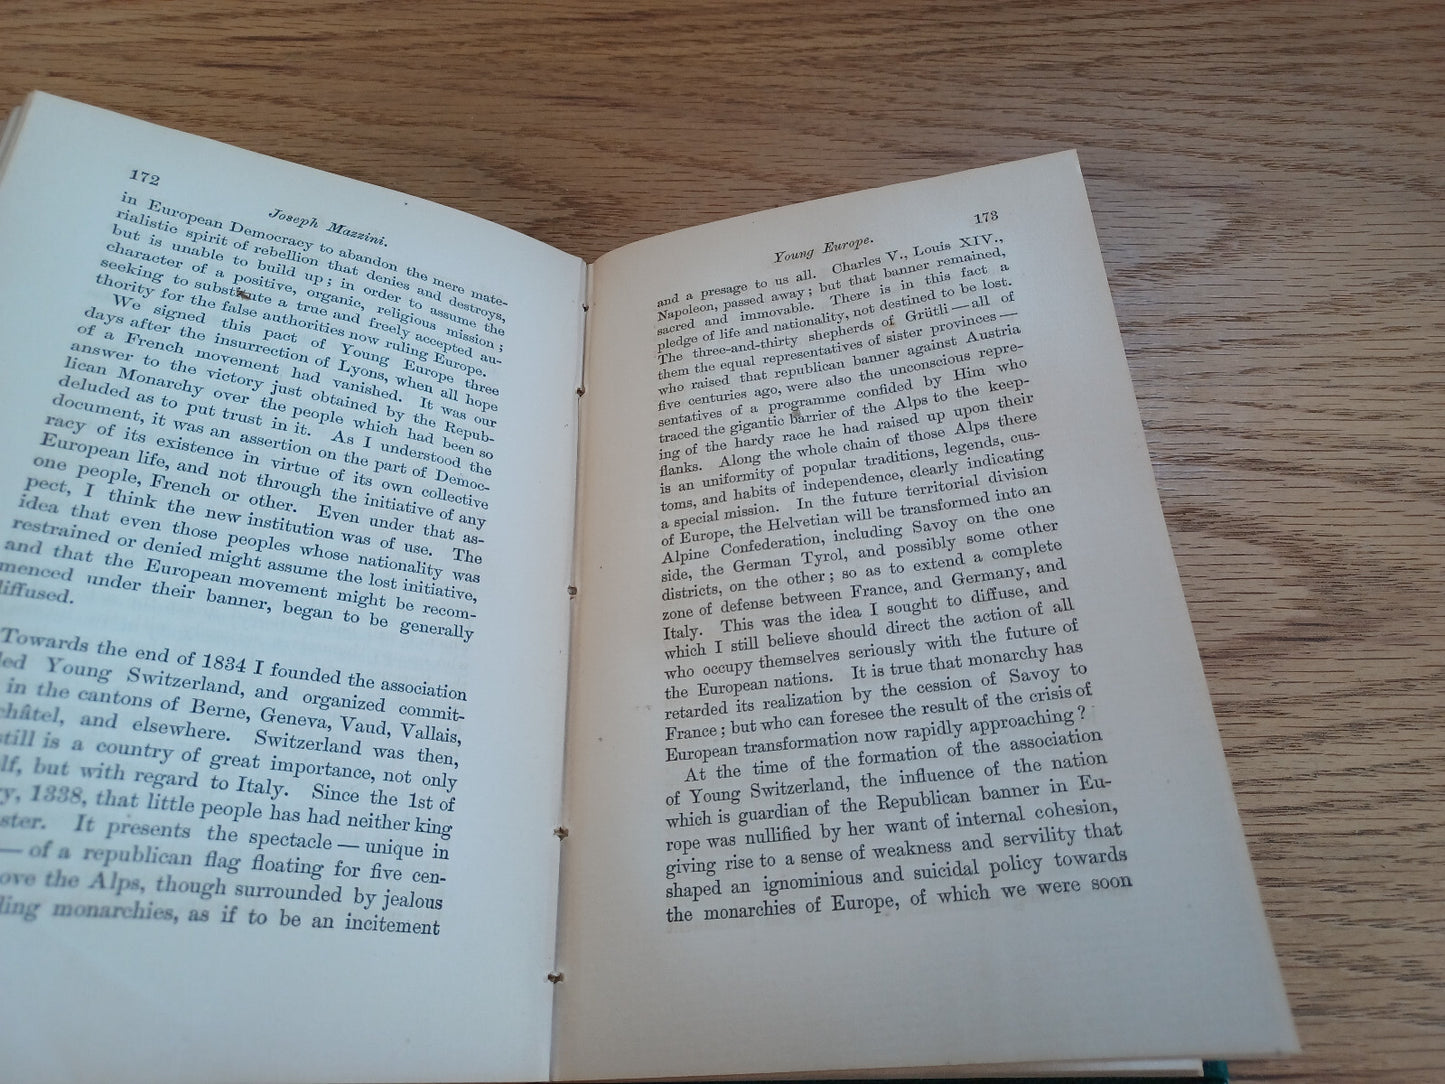 172
Joseph Mazzini.
in European Democracy to abandon the mere mate-
rialistic spirit of rebellion that denies and destroys,
but is unable to build up; in order to assume the
character of a positive, organic, religious mission;
seeking to substitute a true and freely accepted au-
thority for the false authorities now ruling Europe.
We signed this pact of Young Europe three
days after the insurrection of Lyons, when all hope
of a French movement had vanished. It was our
answer to the victory just obtained by the Repub-
lican Monarchy over the people which had been so
deluded as to put trust in it. As I understood the
document, it was an assertion on the part of Democ-
racy of its existence in virtue of its own collective
European life, and not through the initiative of any
one people, French or other. Even under that as-
pect, I think the new institution was of use. The
idea that even those peoples whose nationality was
restrained or denied might assume the lost initiative,
and that the European movement might be recom-
menced under their banner, began to be generally
diffused.
Towards the end of 1834 I founded the association
led Young Switzerland, and organized commit-
in the cantons of Berne, Geneva, Vaud, Vallais,
châtel, and elsewhere. Switzerland was then,
still is a country of great importance, not only
lf, but with regard to Italy. Since the 1st of
ry, 1338, that little people has had neither king
ster. It presents the spectacle — unique in
— of a republican flag floating for five cen-
ove the Alps, though surrounded by jealous
ding monarchies, as if to be an incitement
Young Europe.
173
and a presage to us all. Charles V., Louis XIV.,
Napoleon, passed away; but that banner remained,
sacred and immovable. There is in this fact a
pledge of life and nationality, not destined to be lost.
The three-and-thirty shepherds of Grütli — all of
them the equal representatives of sister provinces —
who raised that republican banner against Austria
five centuries ago, were also the unconscious repre-
sentatives of a programme confided by Him who
traced the gigantic barrier of the Alps to the keep-
ing of the hardy race he had raised up upon their
flanks. Along the whole chain of those Alps there
is an uniformity of popular traditions, legends, cus-
toms, and habits of independence, clearly indicating
a special mission. In the future territorial division
of Europe, the Helvetian will be transformed into an
Alpine Confederation, including Savoy on the one
side, the German Tyrol, and possibly some other
districts, on the other; so as to extend a complete
zone of defense between France, and Germany, and
Italy. This was the idea I sought to diffuse, and
which I still believe should direct the action of all
who occupy themselves seriously with the future of
the European nations. It is true that monarchy has
retarded its realization by the cession of Savoy to
France; but who can foresee the result of the crisis of
European transformation now rapidly approaching?
At the time of the formation of the association
of Young Switzerland, the influence of the nation
which is guardian of the Republican banner in Eu-
rope was nullified by her want of internal cohesion,
giving rise to a sense of weakness and servility that
shaped an ignominious and suicidal policy towards
the monarchies of Europe, of which we were soon